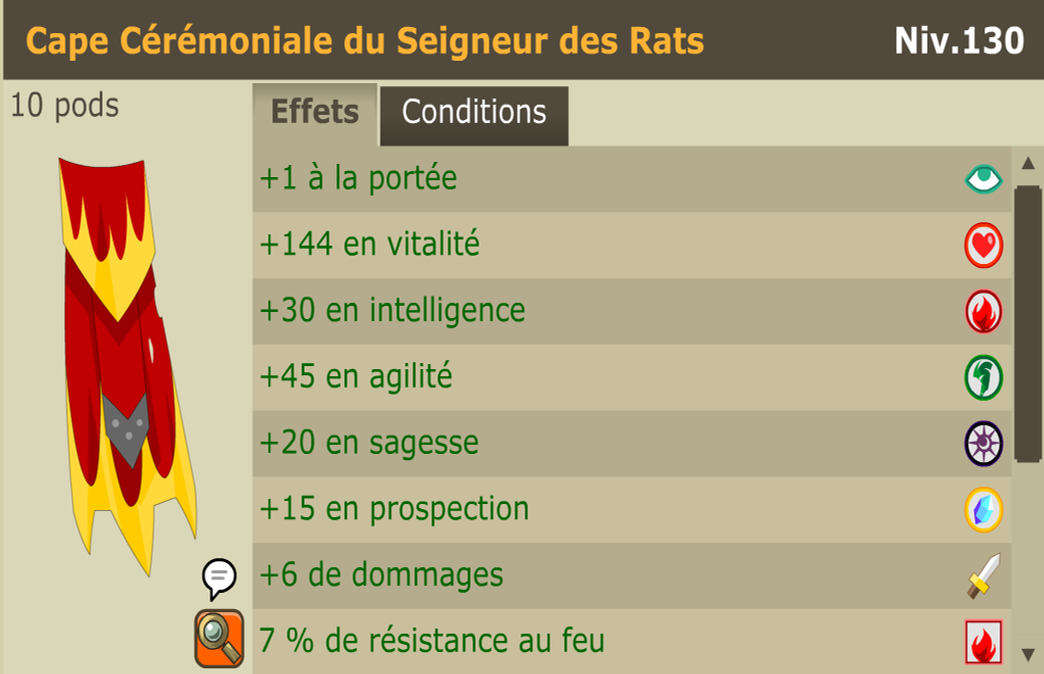 Cape Cérémoniale du Seigneur des Rats Niv.130
10 pods
Effets Conditions
+1 à la portée
+144 en vitalité
+30 en intelligence
+45 en agilité
+20 en sagesse
+15 en prospection
+6 de dommages
7 % de résistance au feu